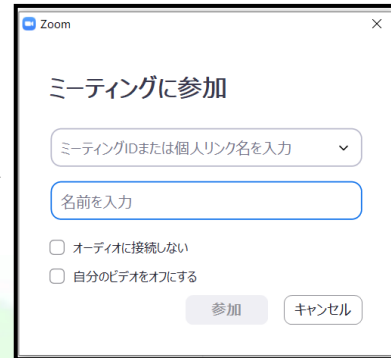 Zoom
ミーティングに参加
ミーティングIDまたは個人リンク名を入力
名前を入力
オーディオに接続しない
自分のビデオをオフにする
参加 キャンセル